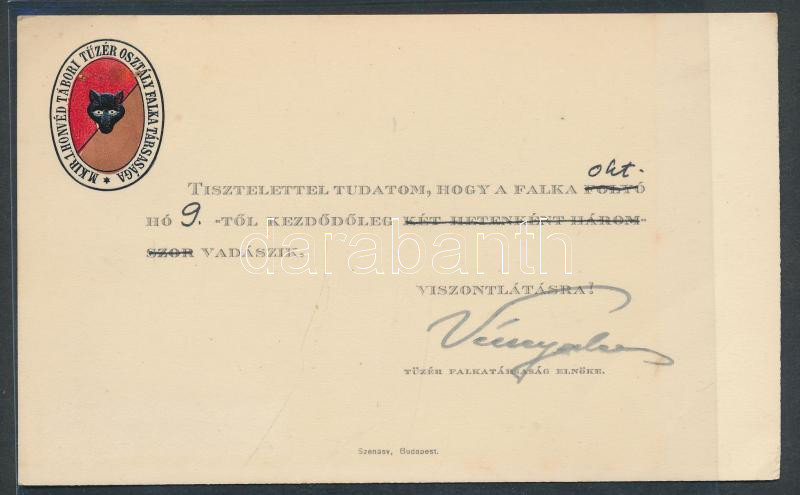 M. KIR. 1. HONVÉD TÁBORI TÜZÉR OSZTÁLY FALKA TÁRSASÁGA
okt.
TISZTELETTEL TUDATOM, HOGY A FALKA FOLYÓ
HÓ 9. -TŐL KEZDŐDŐLEG KÉT HETENKÉNT HÁROM-
SZOR VADÁSZIK.
darabanth
VISZONTLÁTÁSRA!
TÜZÉR FALKATÁRSASÁG ELNÖKE.
Szenásy, Budapest.